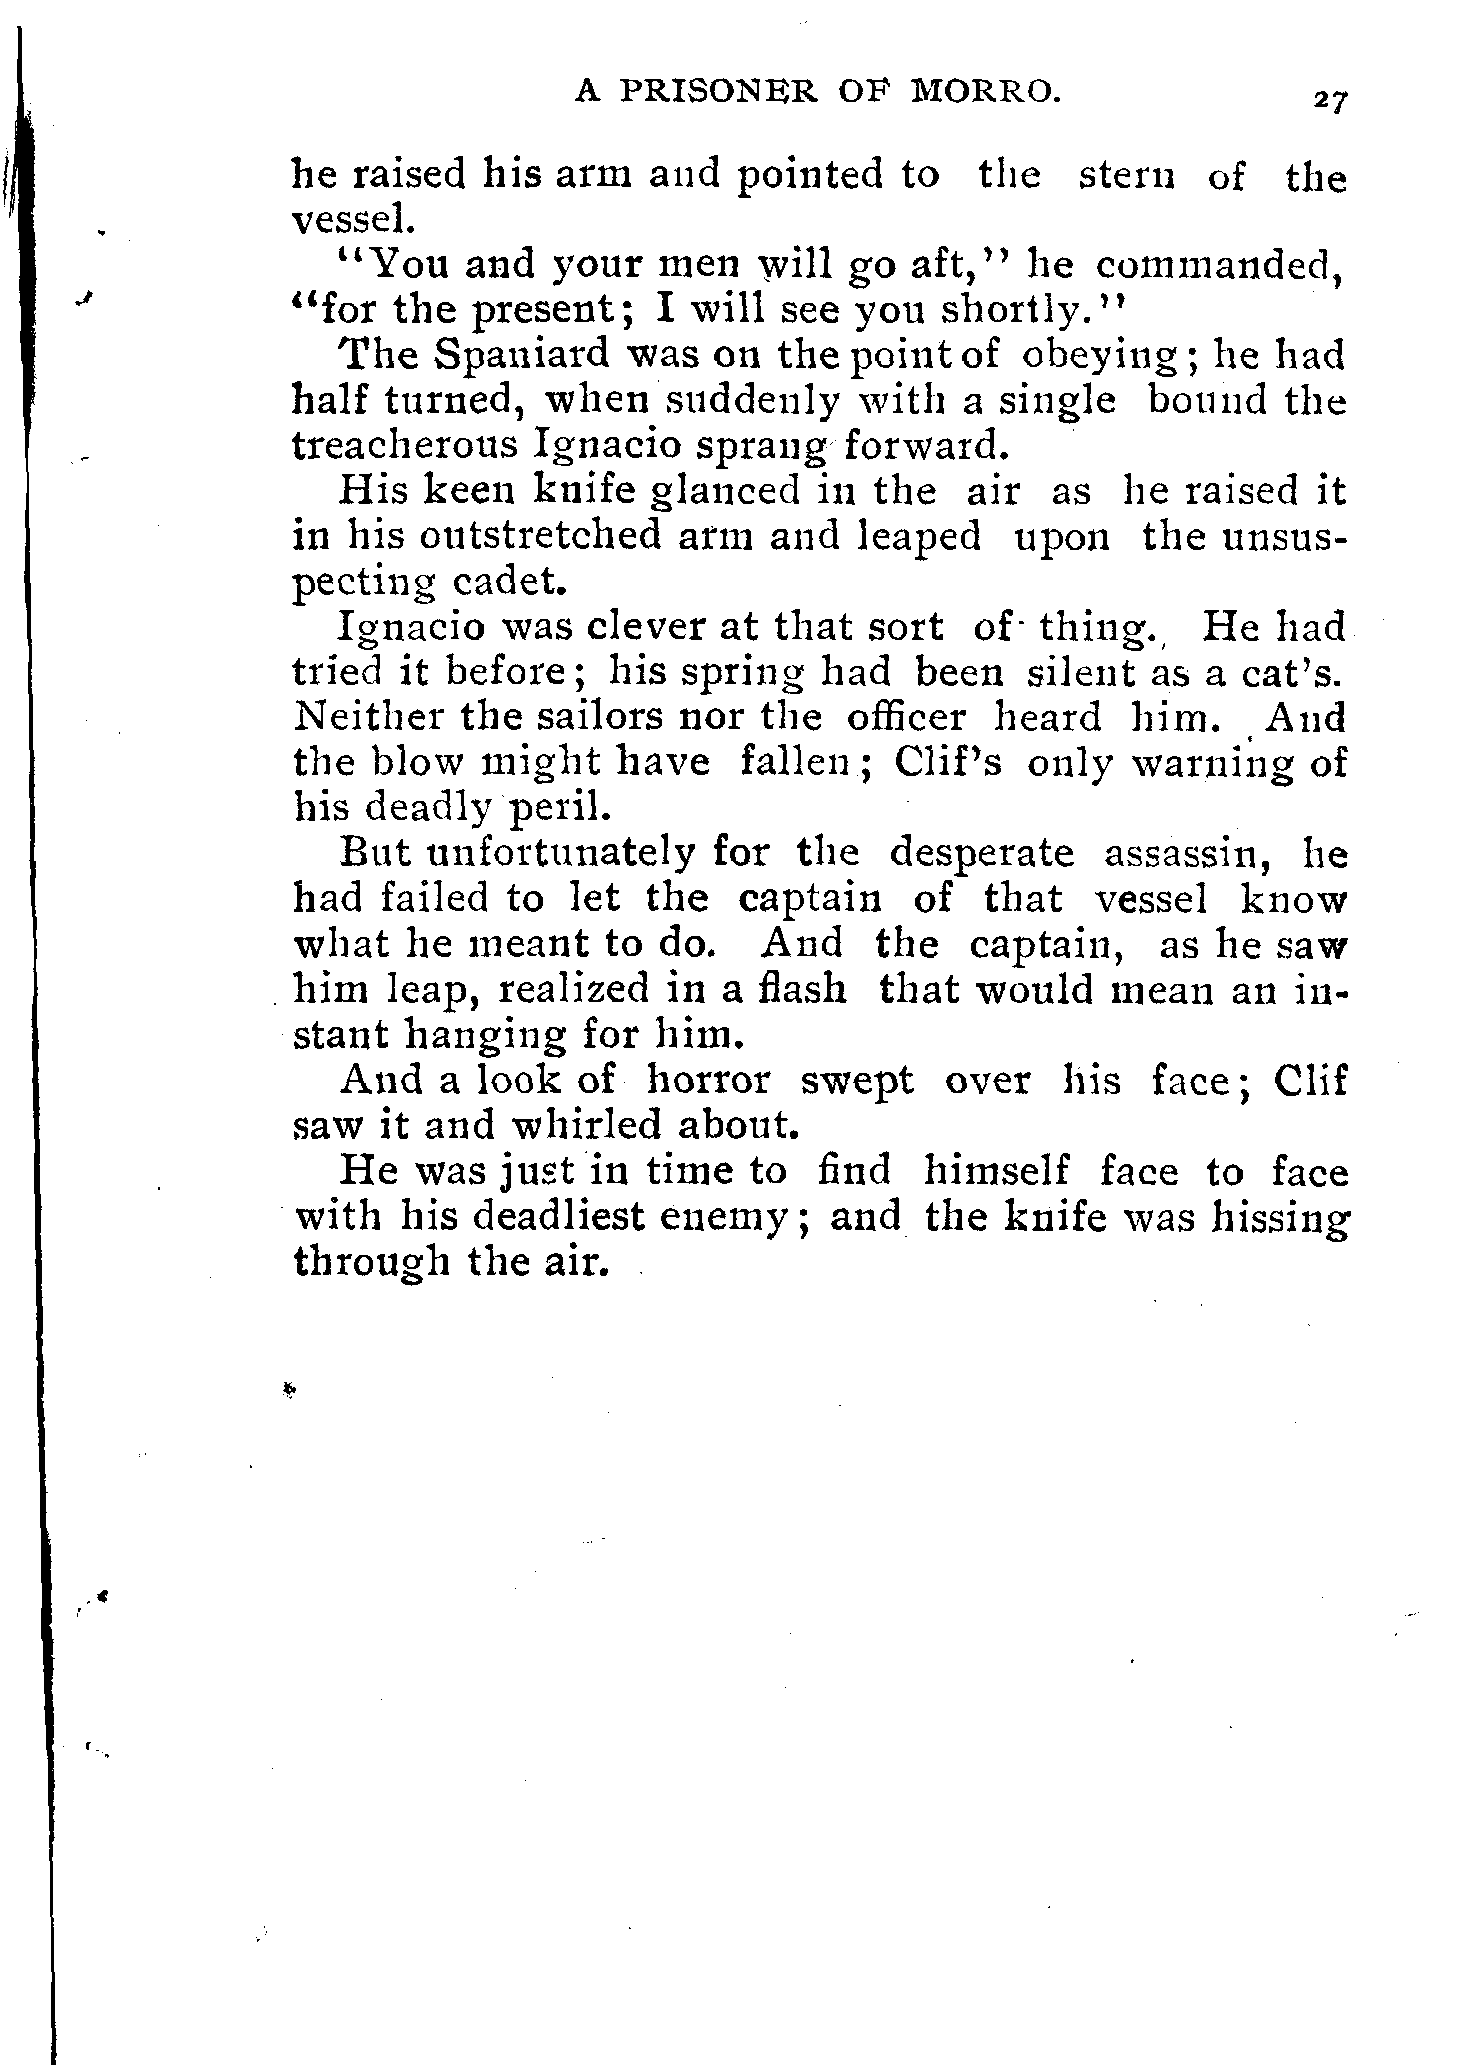 A PRISONER OF MORRO. 27
he raised his arm and pointed to the stern of the
vessel.
"You and your men will go aft," he commanded,
"for the present; I will see you shortly."
The Spaniard was on the point of obeying; he had
half turned, when suddenly with a single bound the
treacherous Ignacio sprang forward.
His keen knife glanced in the air as he raised it
in his outstretched arm and leaped upon the unsus-
pecting cadet.
Ignacio was clever at that sort of thing. He had
tried it before; his spring had been silent as a cat's.
Neither the sailors nor the officer heard him. And
the blow might have fallen; Clif's only warning of
his deadly peril.
But unfortunately for the desperate assassin, he
had failed to let the captain of that vessel know
what he meant to do. And the captain, as he saw
him leap, realized in a flash that would mean an in-
stant hanging for him.
And a look of horror swept over his face; Clif
saw it and whirled about.
He was just in time to find himself face to face
with his deadliest enemy; and the knife was hissing
through the air.